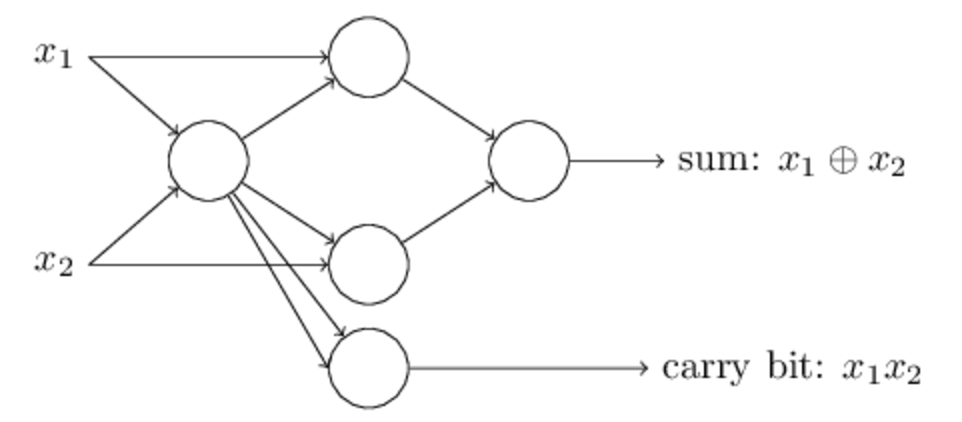 x₁
sum: x₁ ⊕ x₂
x₂
carry bit: x₁x₂